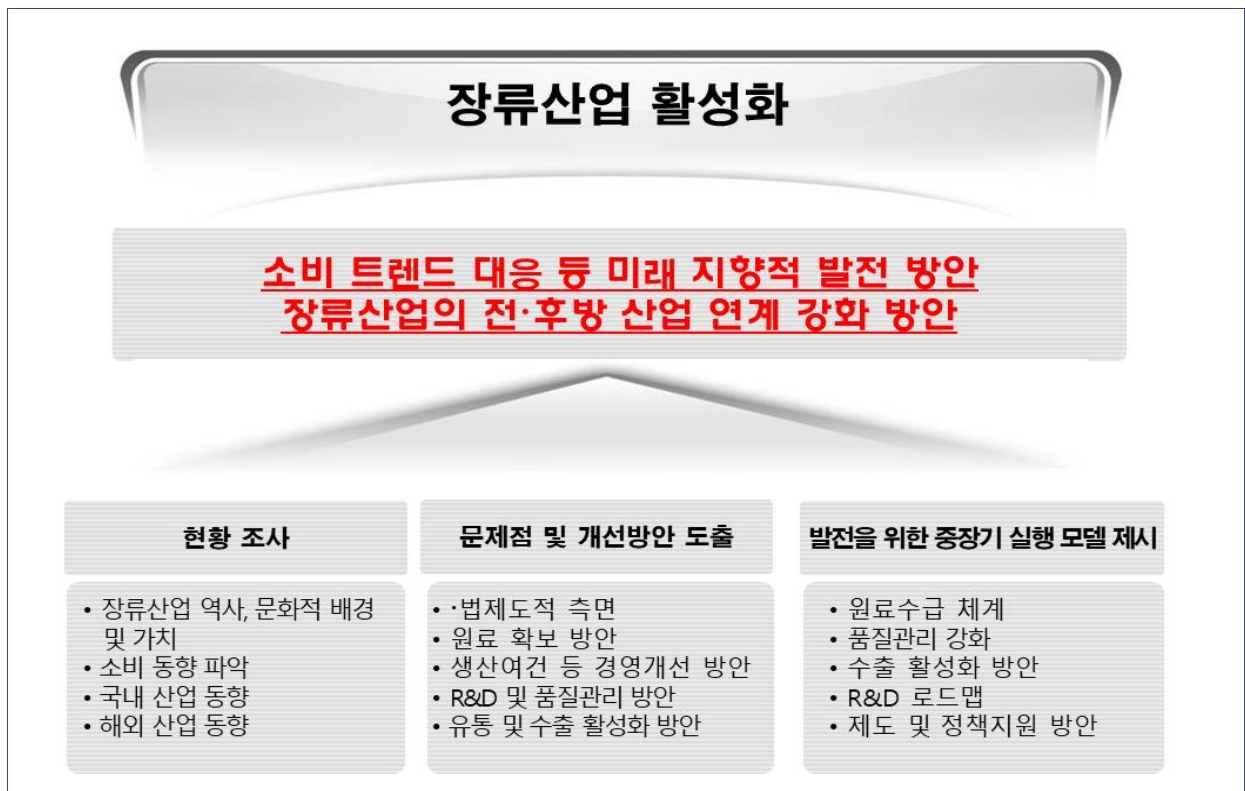 장류산업 활성화
소비 트렌드 대응 등 미래 지향적 발전 방안
장류산업의 전·후방 산업 연계 강화 방안
현황 조사
• 장류산업 역사, 문화적 배경
및 가치
• 소비 동향 파악
• 국내 산업 동향
• 해외 산업 동향
문제점 및 개선방안 도출
• ·법제도적 측면
• 원료 확보 방안
• 생산여건 등 경영개선 방안
• R&D 및 품질관리 방안
• 유통 및 수출 활성화 방안
발전을 위한 중장기 실행 모델 제시
• 원료수급 체계
• 품질관리 강화
• 수출 활성화 방안
• R&D 로드맵
• 제도 및 정책지원 방안